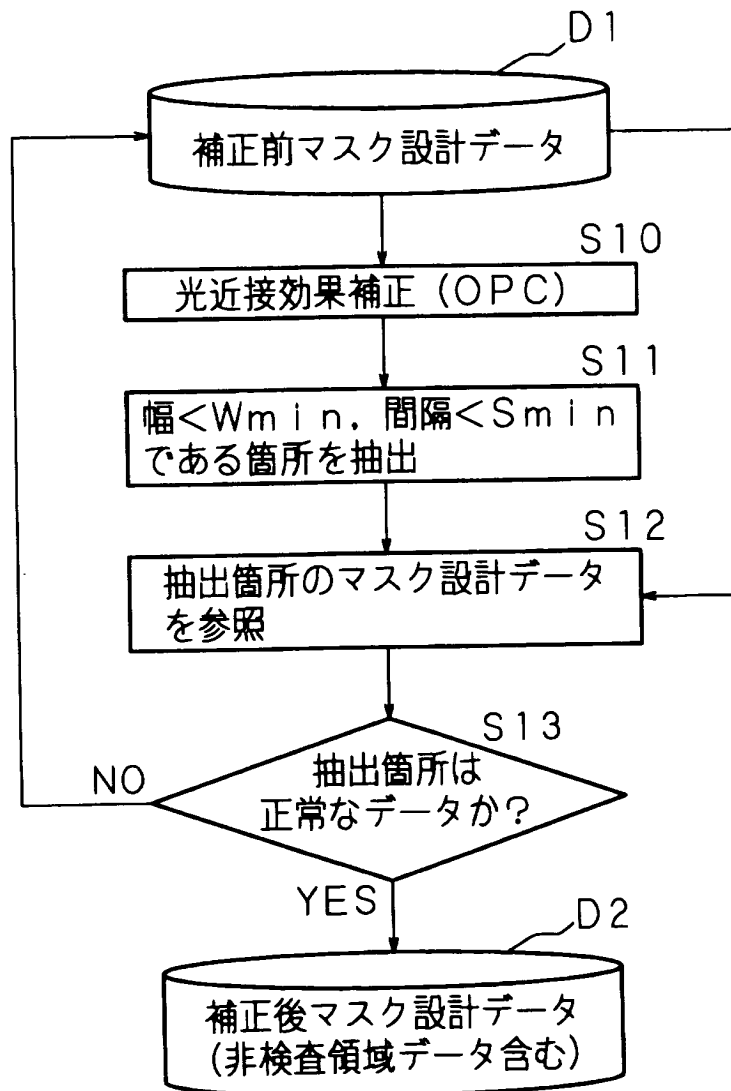 D1
補正前マスク設計データ
S10
光近接効果補正(OPC)
S11
幅<Wmin,間隔<Smin
である箇所を抽出
S12
抽出箇所のマスク設計データ
を参照
S13
抽出箇所は
正常なデータか?
NO
YES
D2
補正後マスク設計データ
(非検査領域データ含む)